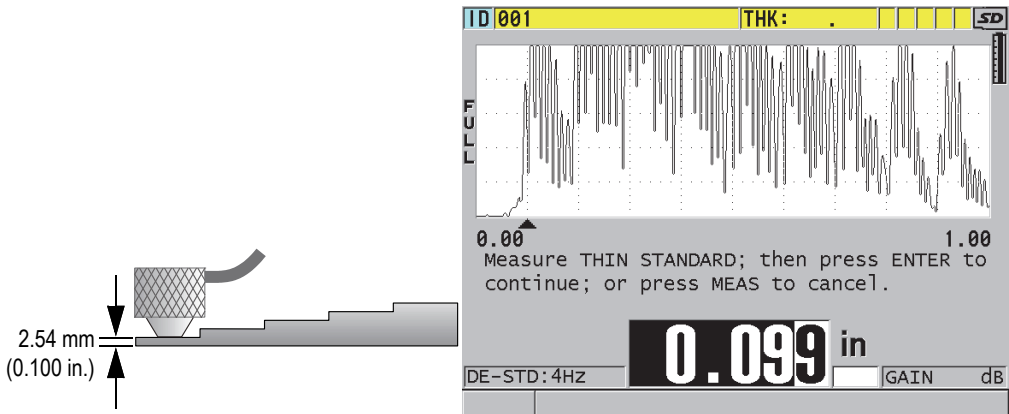 2.54 mm
(0.100 in.)
ID 001 THK: . SD
FULL
0.00 1.00
Measure THIN STANDARD; then press ENTER to
continue; or press MEAS to cancel.
0.099 in
DE-STD:4Hz GAIN dB